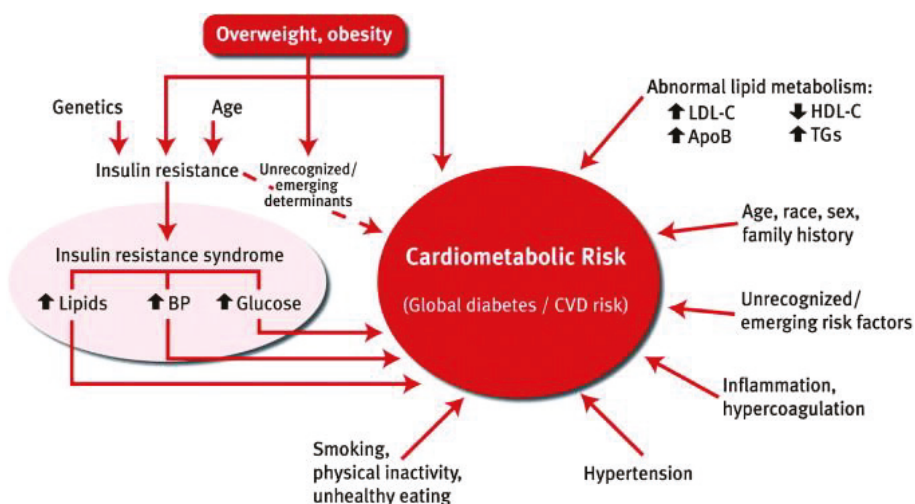 Overweight, obesity
Genetics
Age
Insulin resistance
Unrecognized/
emerging
determinants
Insulin resistance syndrome
⬆ Lipids
⬆ BP
⬆ Glucose
Cardiometabolic Risk
(Global diabetes / CVD risk)
Abnormal lipid metabolism:
⬆ LDL-C ⬇ HDL-C
⬆ ApoB ⬆ TGs
Age, race, sex,
family history
Unrecognized/
emerging risk factors
Inflammation,
hypercoagulation
Hypertension
Smoking,
physical inactivity,
unhealthy eating